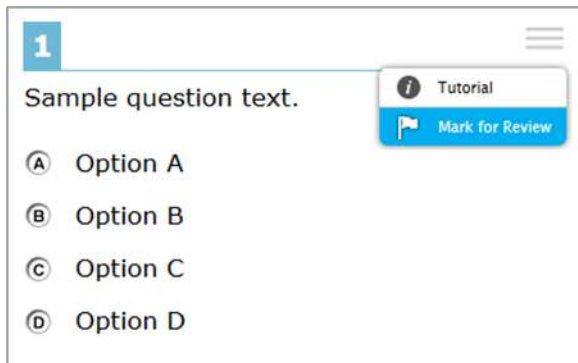 1
Tutorial
Mark for Review
Sample question text.
A Option A
B Option B
C Option C
D Option D